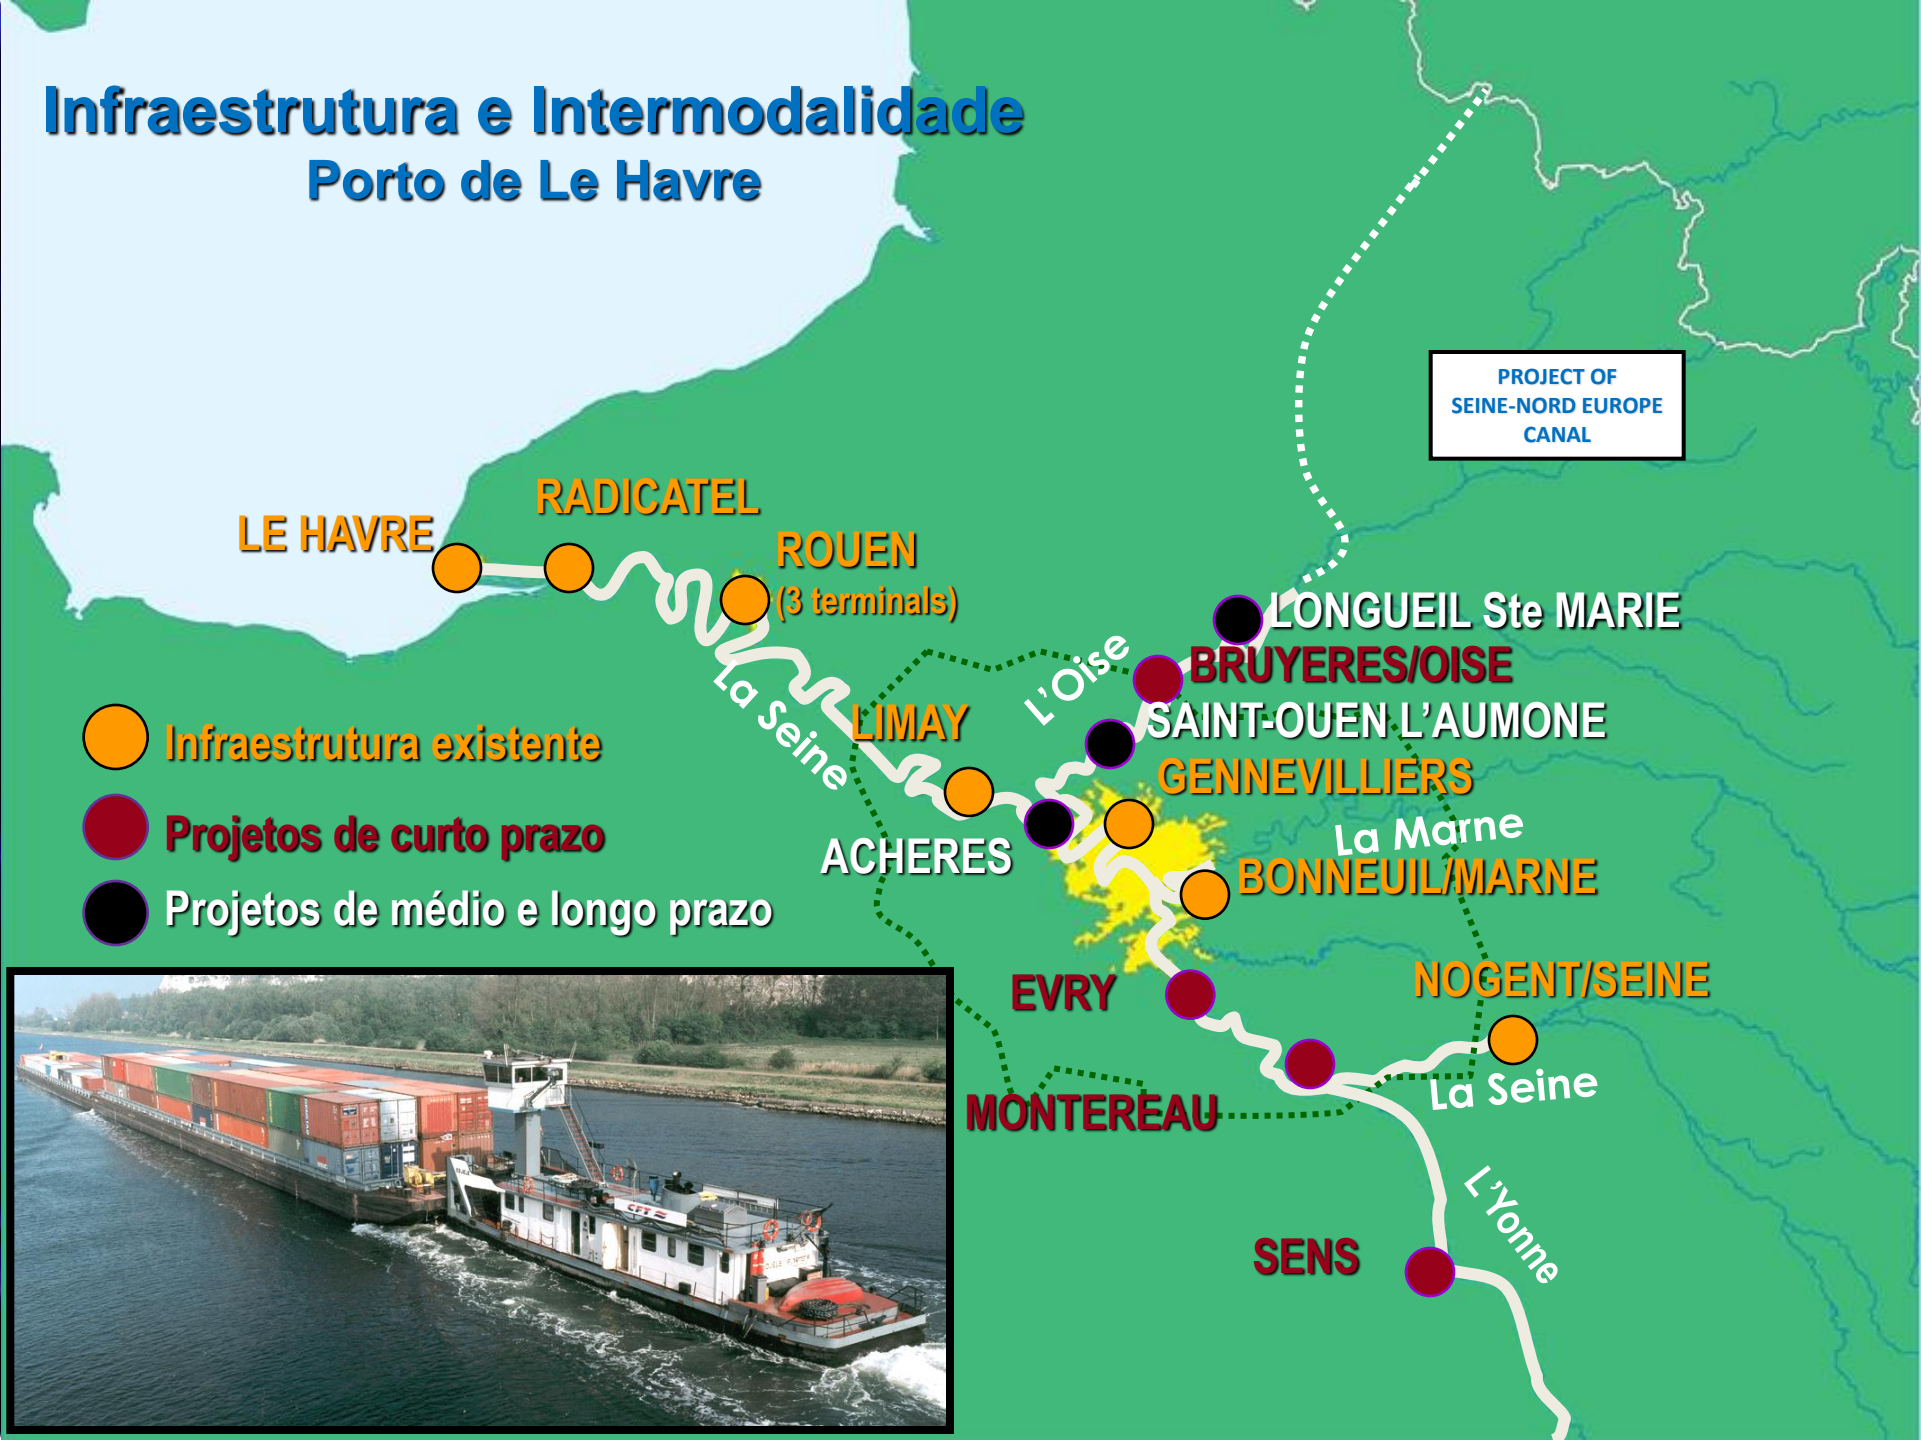 Infraestrutura e Intermodalidade
Porto de Le Havre
PROJECT OF
SEINE-NORD EUROPE
CANAL
LE HAVRE
RADICATEL
ROUEN
(3 terminals)
La Seine
LIMAY
ACHERES
L'Oise
LONGUEIL Ste MARIE
BRUYERES/OISE
SAINT-OUEN L'AUMONE
GENNEVILLIERS
La Marne
BONNEUIL/MARNE
NOGENT/SEINE
La Seine
EVRY
MONTEREAU
L'Yonne
SENS
Infraestrutura existente
Projetos de curto prazo
Projetos de médio e longo prazo
CFT